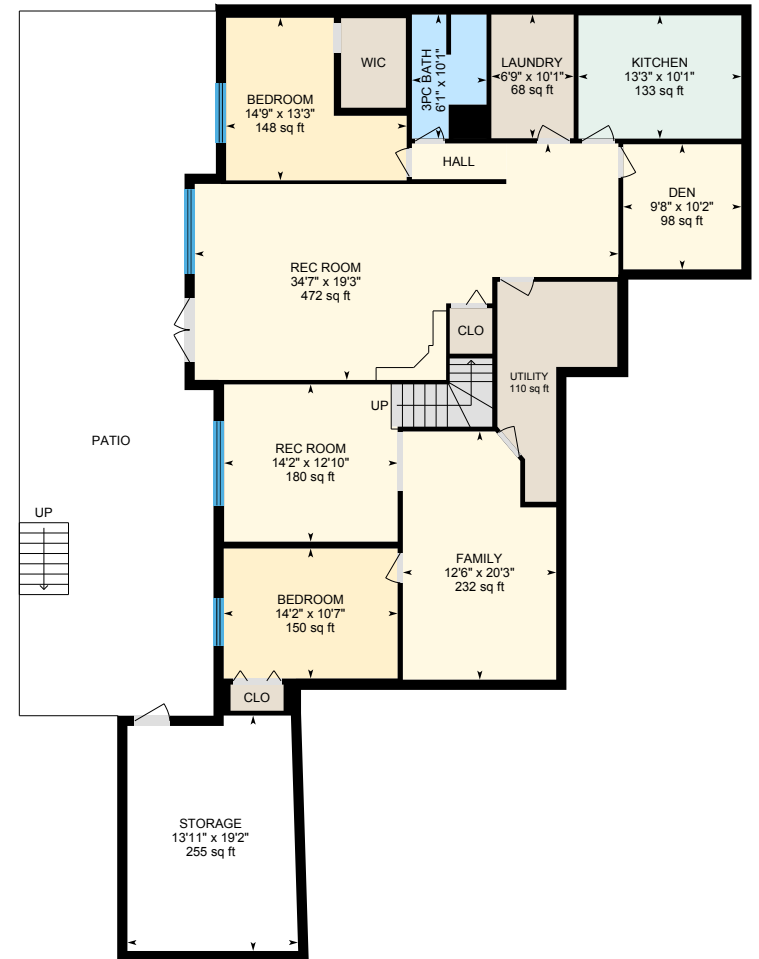 WIC
3PC BATH
6'1" x 10'1"
LAUNDRY
6'9" x 10'1"
68 sq ft
KITCHEN
13'3" x 10'1"
133 sq ft
BEDROOM
14'9" x 13'3"
148 sq ft
HALL
DEN
9'8" x 10'2"
98 sq ft
REC ROOM
34'7" x 19'3"
472 sq ft
CLO
UTILITY
110 sq ft
UP
PATIO
REC ROOM
14'2" x 12'10"
180 sq ft
UP
FAMILY
12'6" x 20'3"
232 sq ft
BEDROOM
14'2" x 10'7"
150 sq ft
CLO
STORAGE
13'11" x 19'2"
255 sq ft